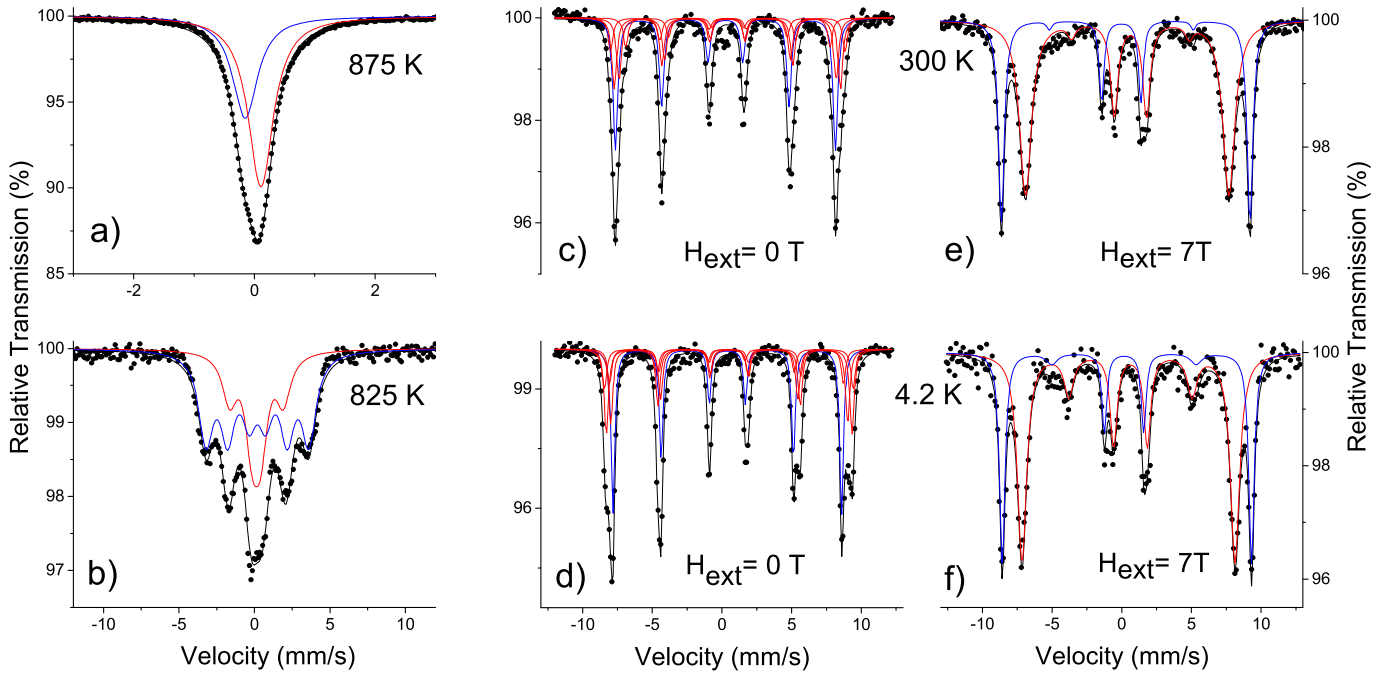 100
95
90
85
-2
0
2
875 K
a)
100
99
98
97
-10
-5
0
5
10
825 K
b)
Relative Transmission (%)
Velocity (mm/s)
100
98
96
c)
Hext= 0 T
300 K
99
96
-10
-5
0
5
10
d)
Hext= 0 T
4.2 K
Velocity (mm/s)
100
98
96
e)
Hext= 7T
100
98
96
-10
-5
0
5
10
f)
Hext= 7T
Velocity (mm/s)
Relative Transmission (%)